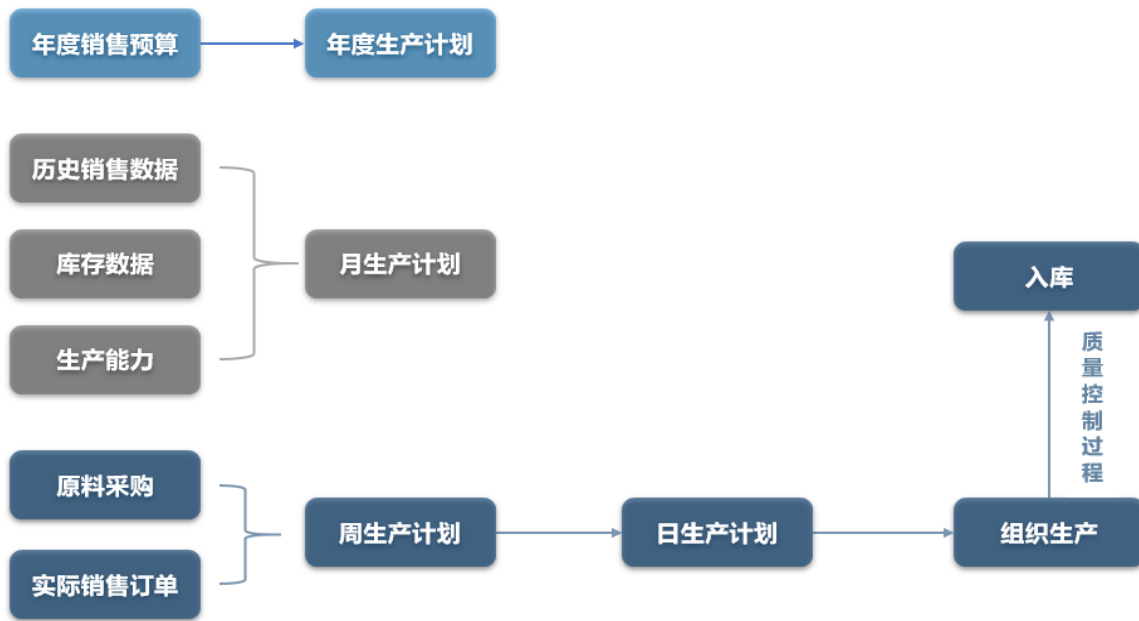 年度销售预算
年度生产计划
历史销售数据
库存数据
月生产计划
生产能力
入库
质量控制过程
原料采购
实际销售订单
周生产计划
日生产计划
组织生产